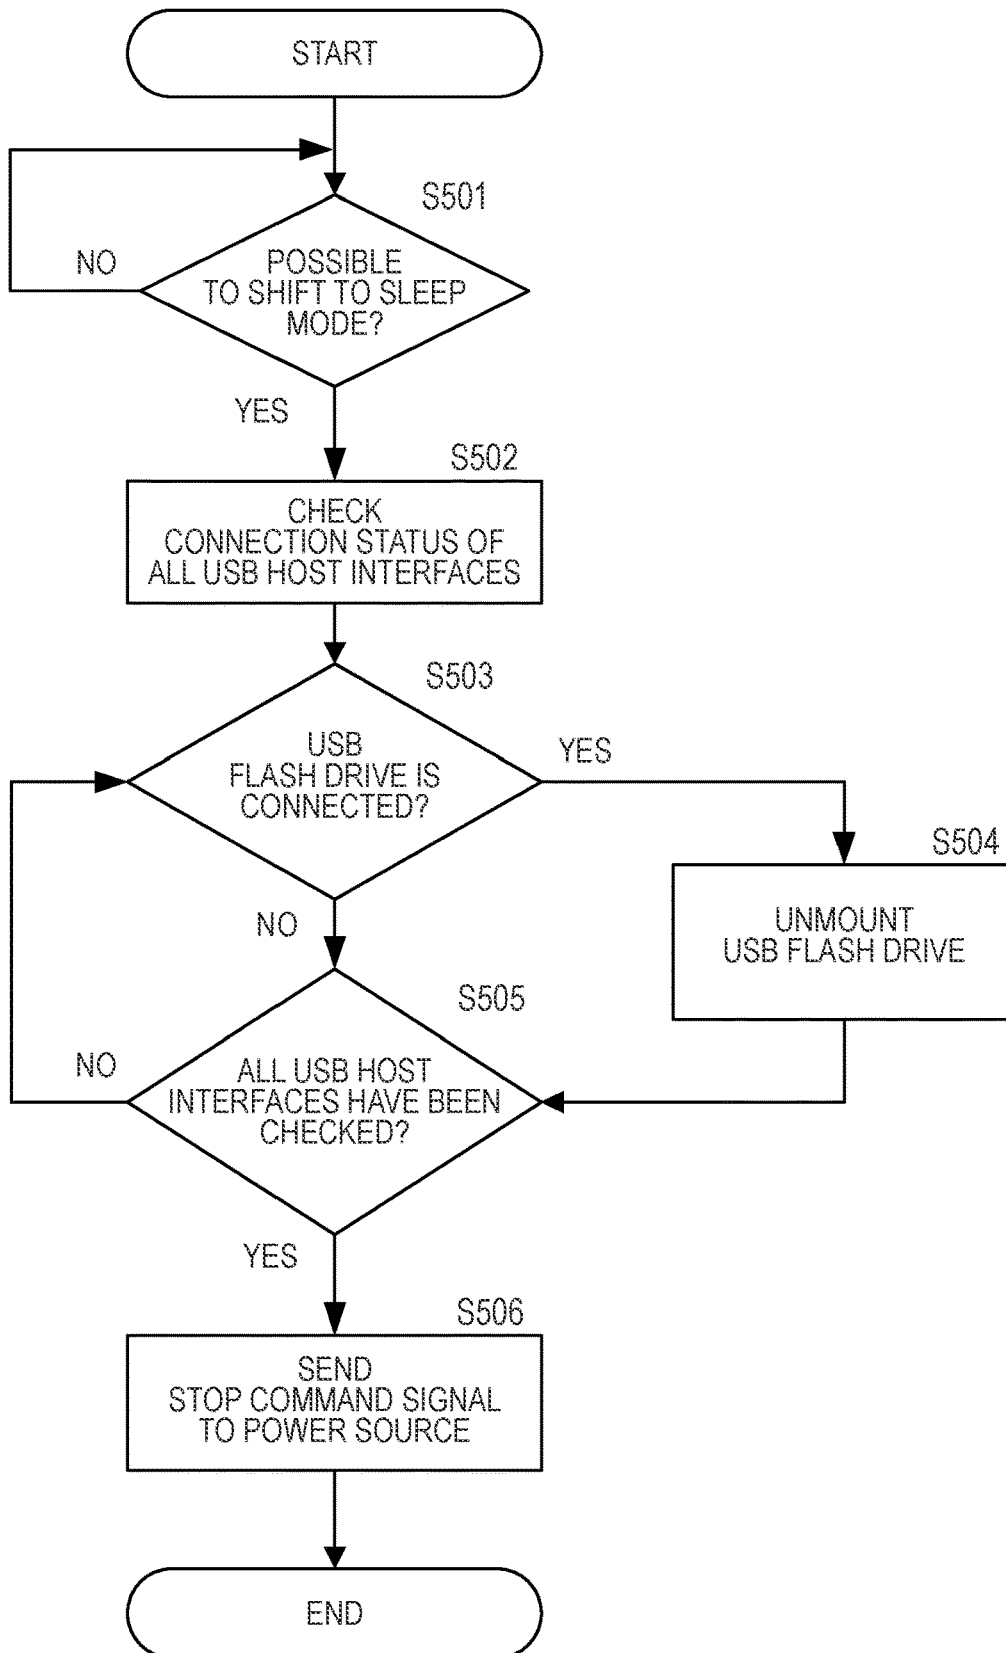 START
S501
NO
POSSIBLE
TO SHIFT TO SLEEP
MODE?
YES
S502
CHECK
CONNECTION STATUS OF
ALL USB HOST INTERFACES
S503
USB
FLASH DRIVE IS
CONNECTED?
YES
S504
UNMOUNT
USB FLASH DRIVE
NO
S505
NO
ALL USB HOST
INTERFACES HAVE BEEN
CHECKED?
YES
S506
SEND
STOP COMMAND SIGNAL
TO POWER SOURCE
END